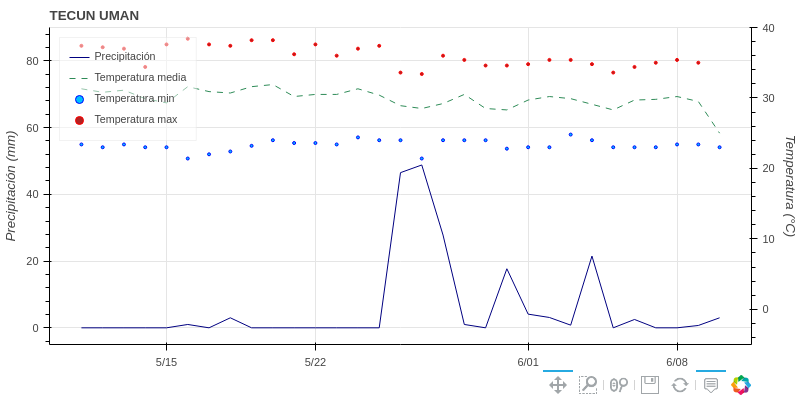 TECUN UMAN
Precipitación
Temperatura media
Temperatura min
Temperatura max
Precipitación (mm)
80
60
40
20
0
Temperatura (°C)
40
30
20
10
0
5/15
5/22
6/01
6/08